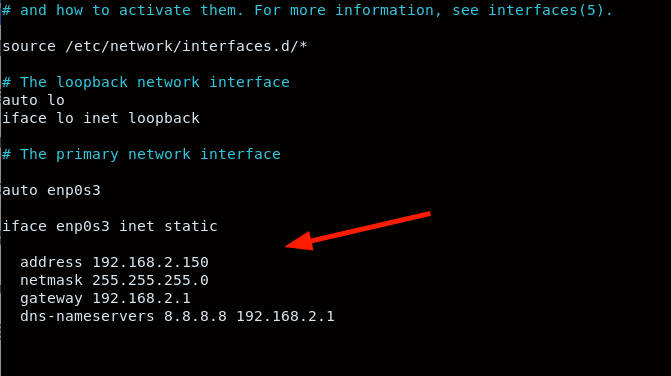 # and how to activate them. For more information, see interfaces(5).
source /etc/network/interfaces.d/*
# The loopback network interface
auto lo
iface lo inet loopback
# The primary network interface
auto enp0s3
iface enp0s3 inet static
address 192.168.2.150
netmask 255.255.255.0
gateway 192.168.2.1
dns-nameservers 8.8.8.8 192.168.2.1